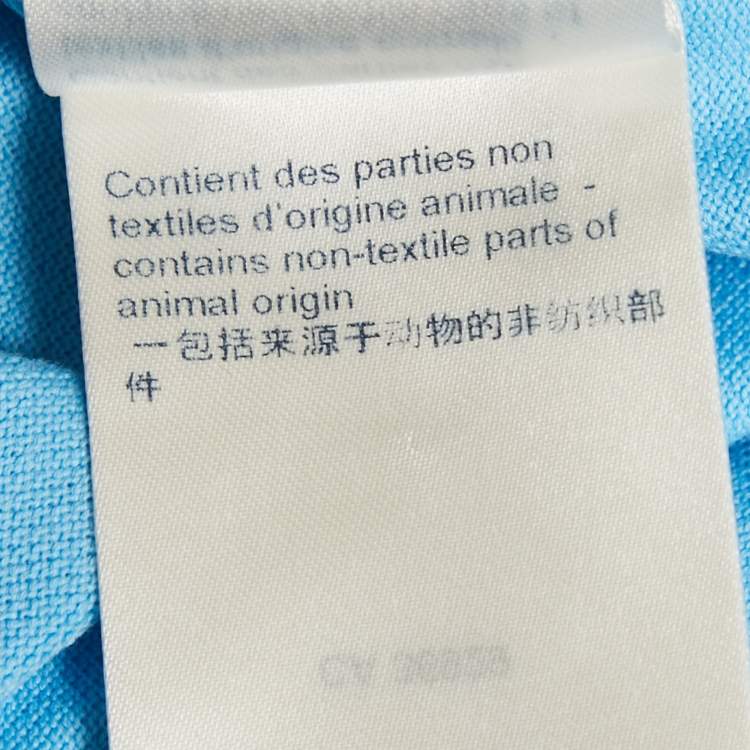 Contient des parties non
textiles d'origine animale -
contains non-textile parts of
animal origin
一包括来源于动物的非纺织部
件